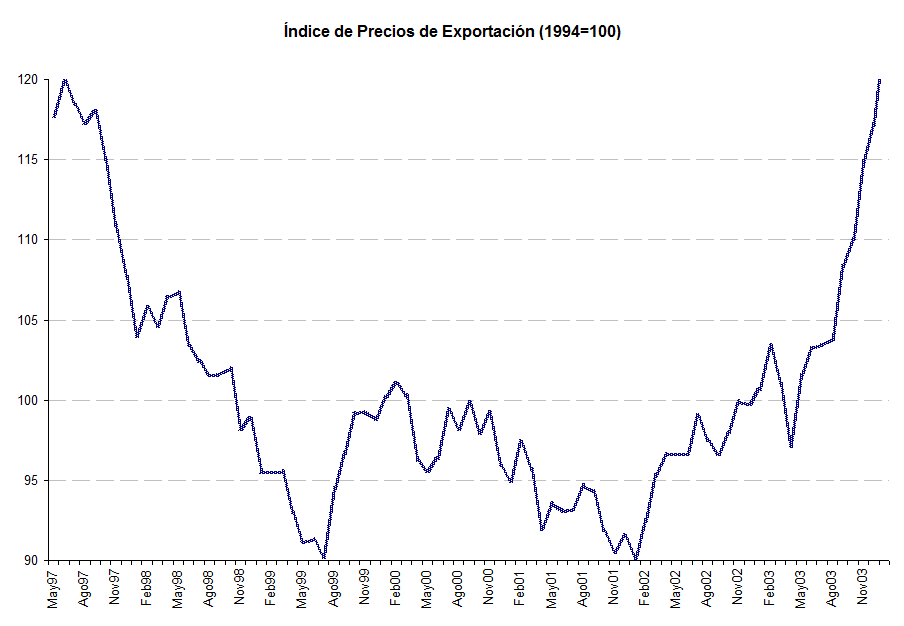 Índice de Precios de Exportación (1994=100)
120
115
110
105
100
95
90
May97
Ago97
Nov97
Feb98
May98
Ago98
Nov98
Feb99
May99
Ago99
Nov99
Feb00
May00
Ago00
Nov00
Feb01
May01
Ago01
Nov01
Feb02
May02
Ago02
Nov02
Feb03
May03
Ago03
Nov03